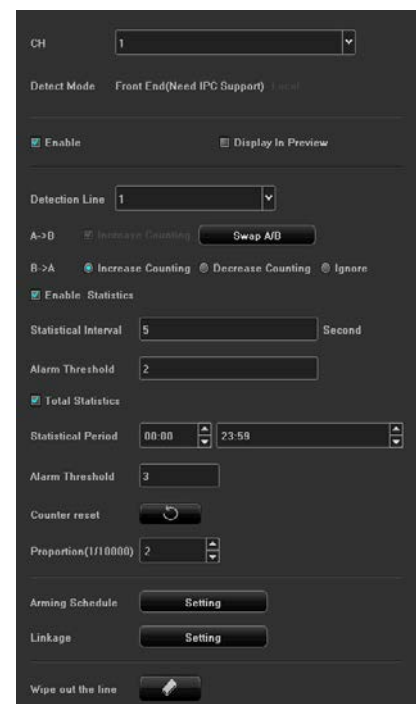 CH 1
Detect Mode Front End(Need IPC Support) Local
Enable Display In Preview
Detection Line 1
A->B Increase Counting Swap A/B
B->A Increase Counting Decrease Counting Ignore
Enable Statistics
Statistical Interval 5 Second
Alarm Threshold 2
Total Statistics
Statistical Period 00:00 23:59
Alarm Threshold 3
Counter reset
Proportion(1/10000) 2
Arming Schedule Setting
Linkage Setting
Wipe out the line